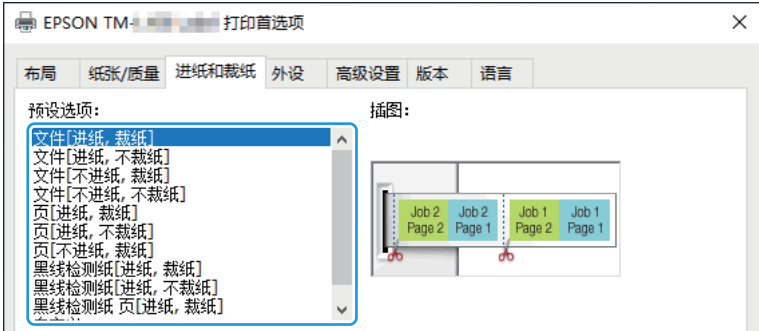 EPSON TM- 打印首选项
布局 纸张/质量 进纸和裁纸 外设 高级设置 版本 语言
预设选项:
文件[进纸, 裁纸]
文件[进纸, 不裁纸]
文件[不进纸, 裁纸]
文件[不进纸, 不裁纸]
页[进纸, 裁纸]
页[进纸, 不裁纸]
页[不进纸, 裁纸]
黑线检测纸[进纸, 裁纸]
黑线检测纸[进纸, 不裁纸]
黑线检测纸 页[进纸, 裁纸]
插图:
Job 2 Job 2 Job 1 Job 1
Page 2 Page 1 Page 2 Page 1